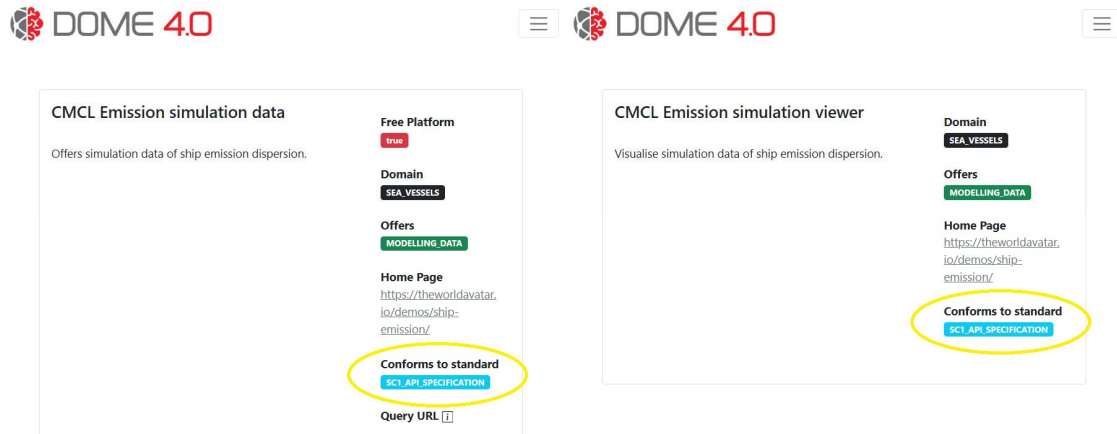 DOME 4.0
CMCL Emission simulation data
Offers simulation data of ship emission dispersion.
Free Platform
true
Domain
SEA_VESSELS
Offers
MODELLING_DATA
Home Page
https://theworldavatar.
io/demos/ship-
emission/
Conforms to standard
SC1_API_SPECIFICATION
Query URL i
DOME 4.0
CMCL Emission simulation viewer
Visualise simulation data of ship emission dispersion.
Domain
SEA_VESSELS
Offers
MODELLING_DATA
Home Page
https://theworldavatar.
io/demos/ship-
emission/
Conforms to standard
SC1_API_SPECIFICATION